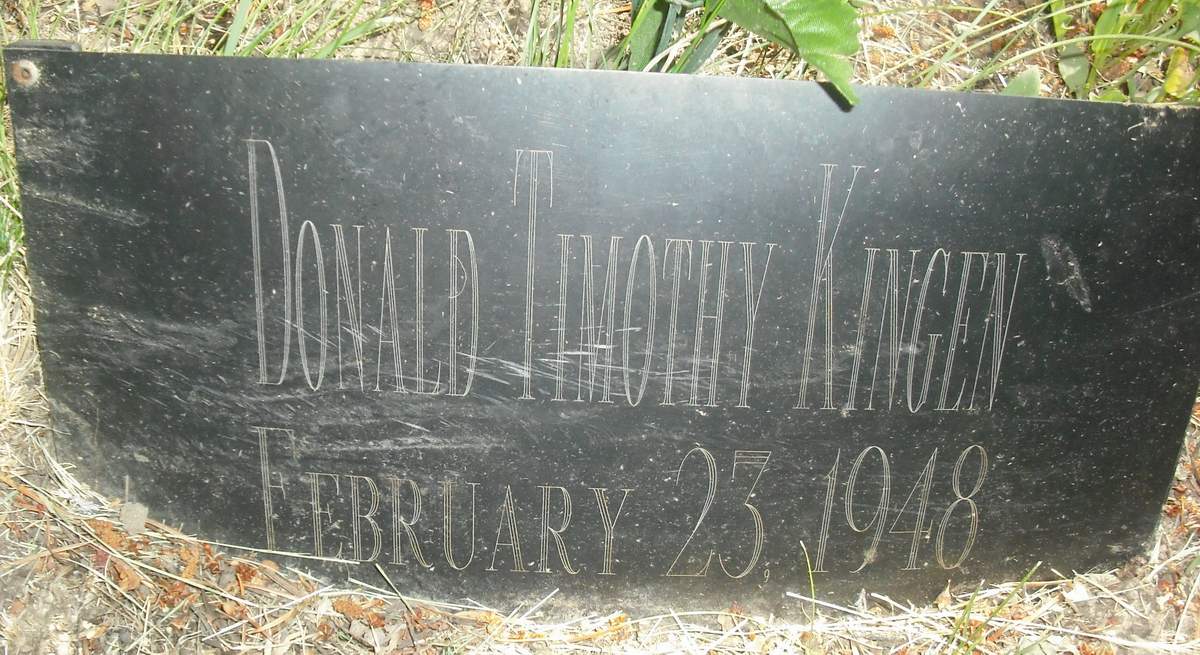 Donald Timothy Kingen
February 23, 1948